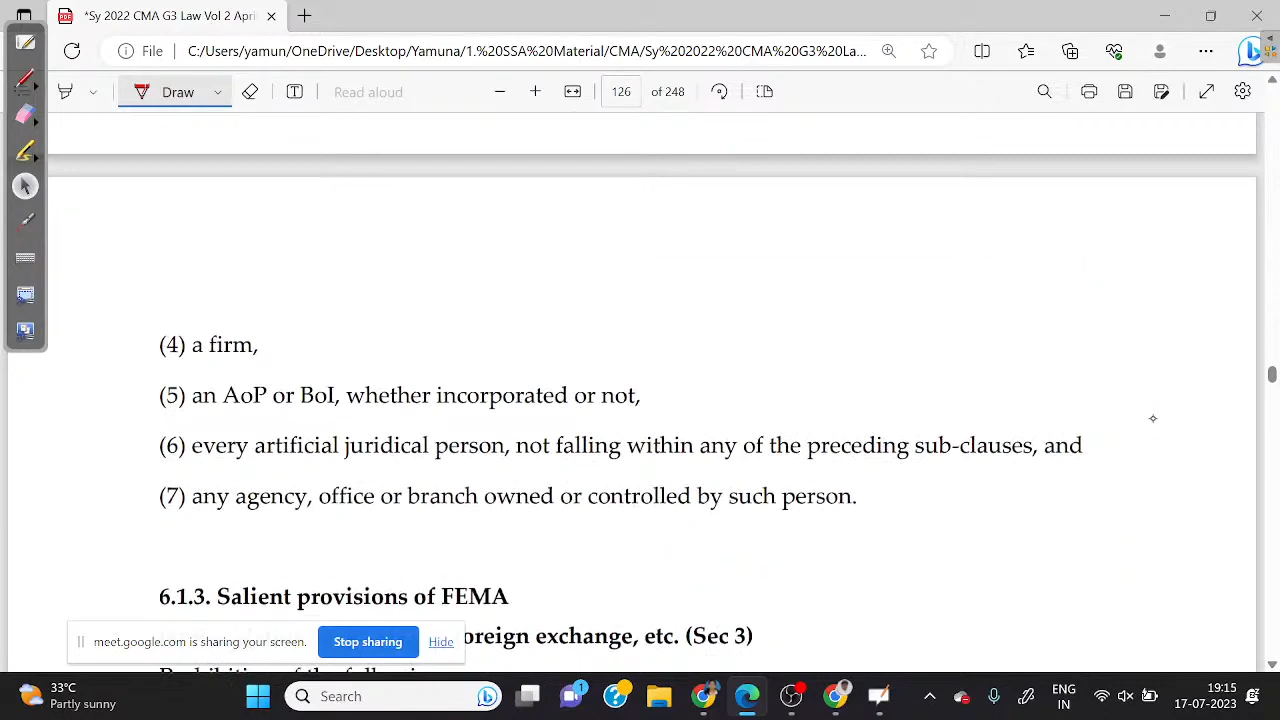 *Sy 2022 CMA G3 Law Vol 2 Apri
File
C:/Users/yamun/OneDrive/Desktop/Yamuna/1.%20SSA%20Material/CMA/Sy%202022%20CMA%20G3%20La...
Draw
Read aloud
126
of 248
(4) a firm,
(5) an AoP or BoI, whether incorporated or not,
(6) every artificial juridical person, not falling within any of the preceding sub-clauses, and
(7) any agency, office or branch owned or controlled by such person.
6.1.3. Salient provisions of FEMA
oreign exchange, etc. (Sec 3)
meet.google.com is sharing your screen.
Stop sharing
Hide
33°C
Partly sunny
Search
1
2
ENG
IN
19:15
17-07-2023